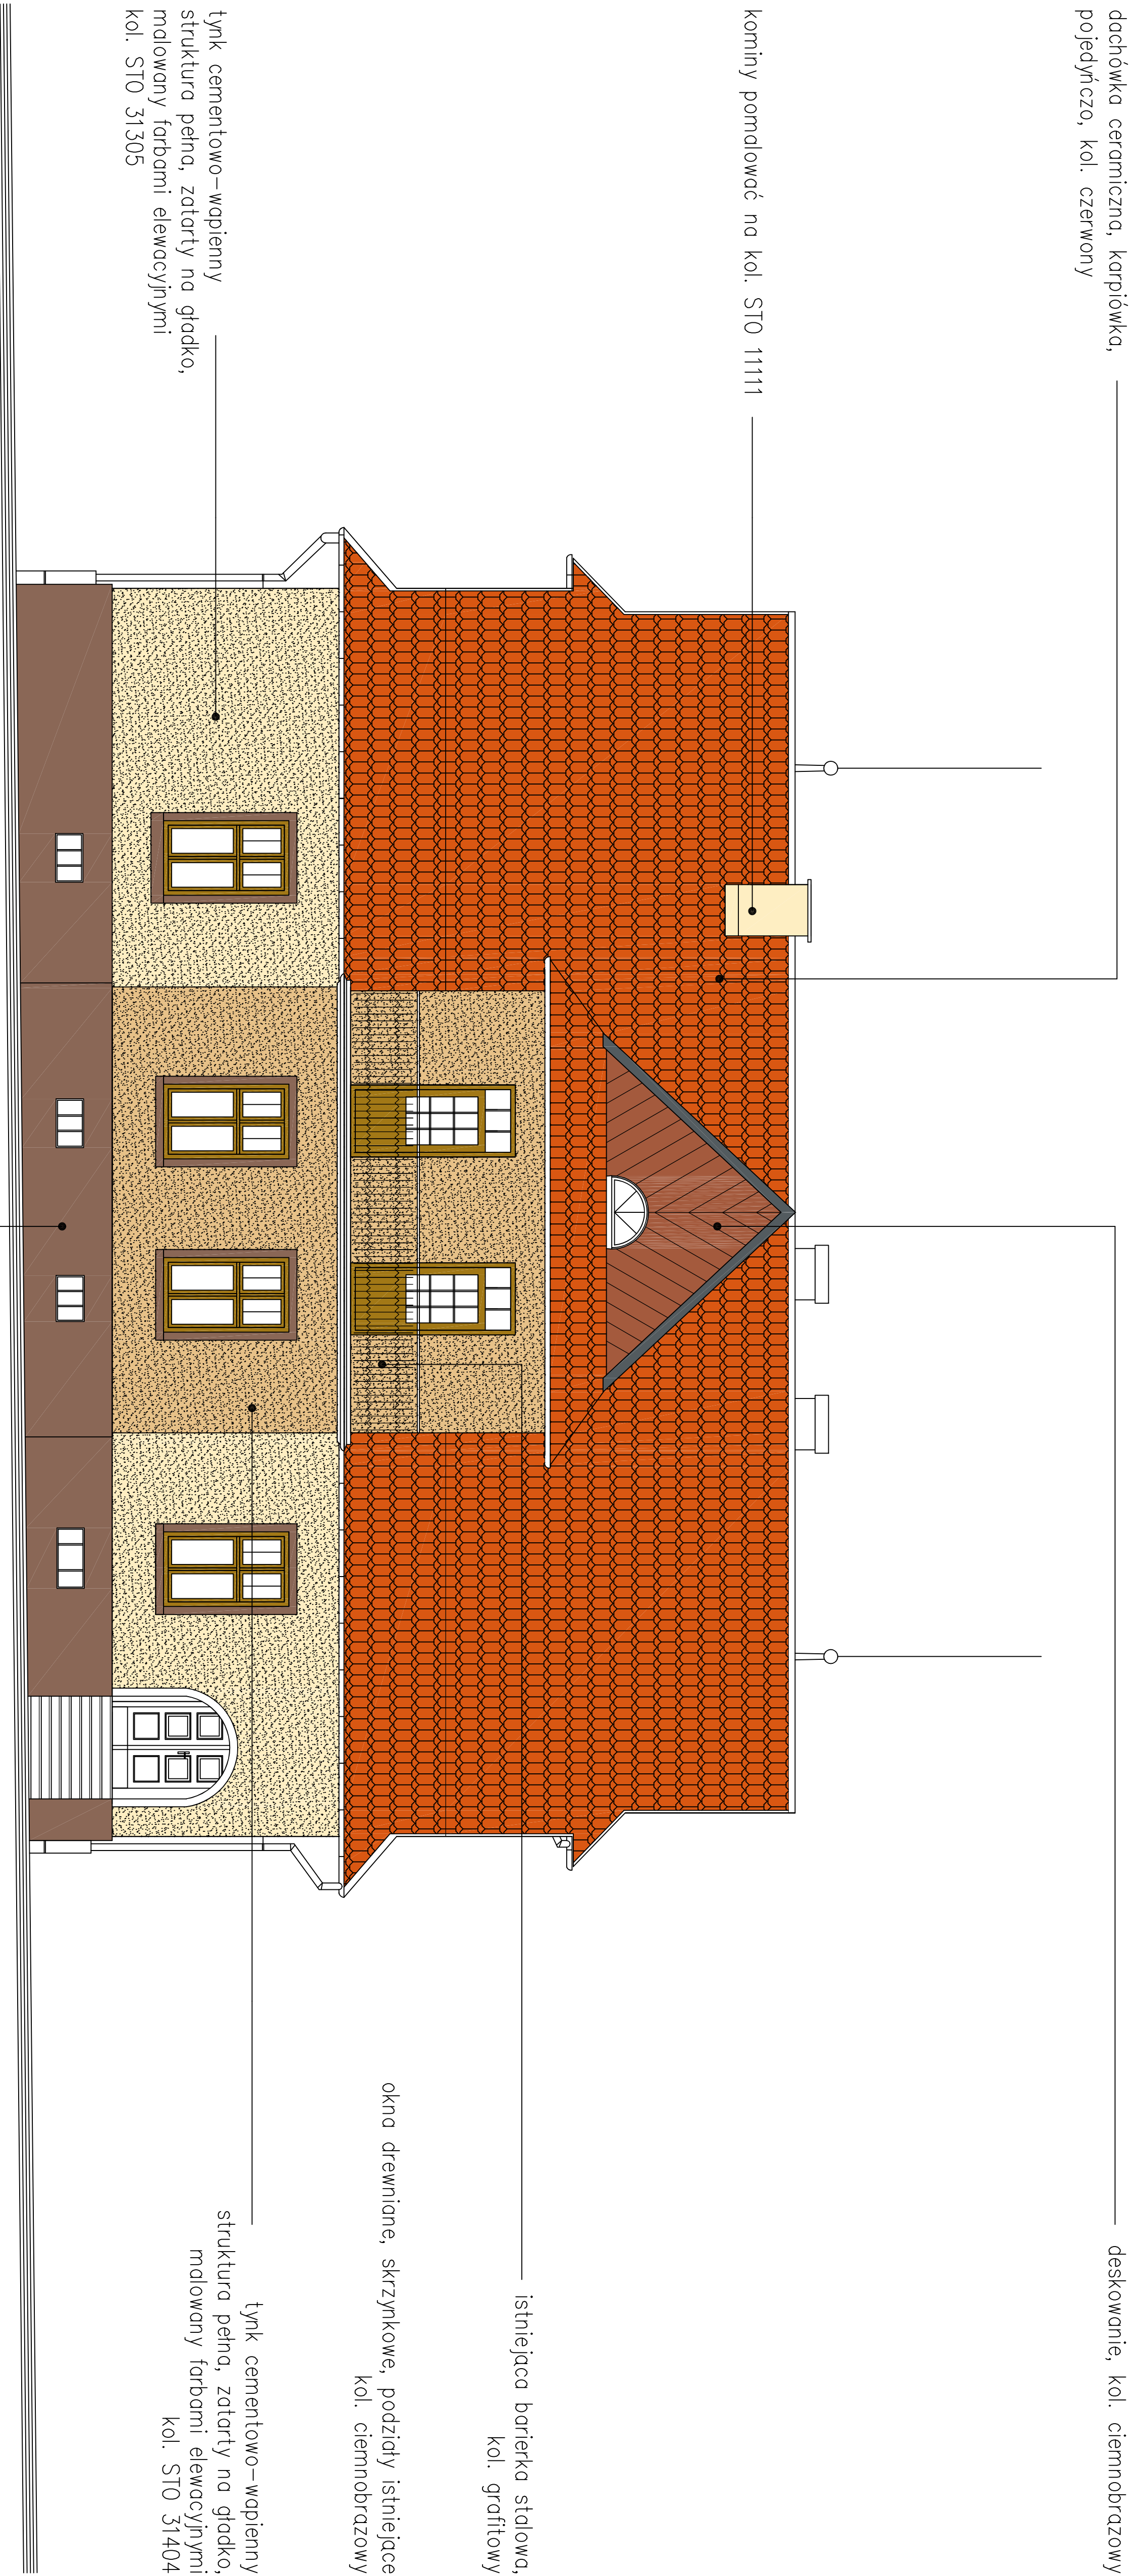 dachówka ceramiczna, karpiówka,
pojedyńczo, kol. czerwony
kominy pomalować na kol. STO 11111
tynk cementowo-wapienny
struktura pełna, zatarty na gładko,
malowany farbami elewacyjnymi
kol. STO 31305
deskowanie, kol. ciemnobrązowy
istniejąca barierka stalowa,
kol. grafitowy
okna drewniane, skrzynkowe, podziały istniejące
kol. ciemnobrązowy
tynk cementowo-wapienny
struktura pełna, zatarty na gładko,
malowany farbami elewacyjnymi
kol. STO 31404